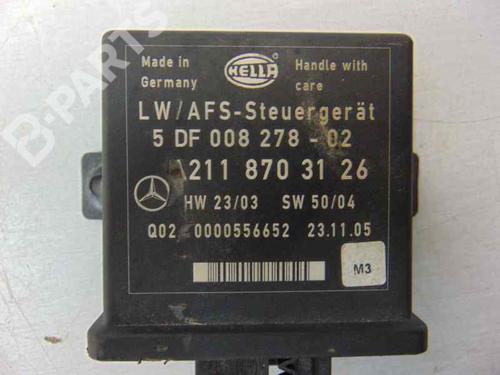 Made in
Germany
HELLA
Handle with
care
LW/AFS-Steuergerät
5 DF 008 278 - 02
A211 870 31 26
HW 23/03 SW 50/04
Q02 0000556652 23.11.05
M3
B-PARTS